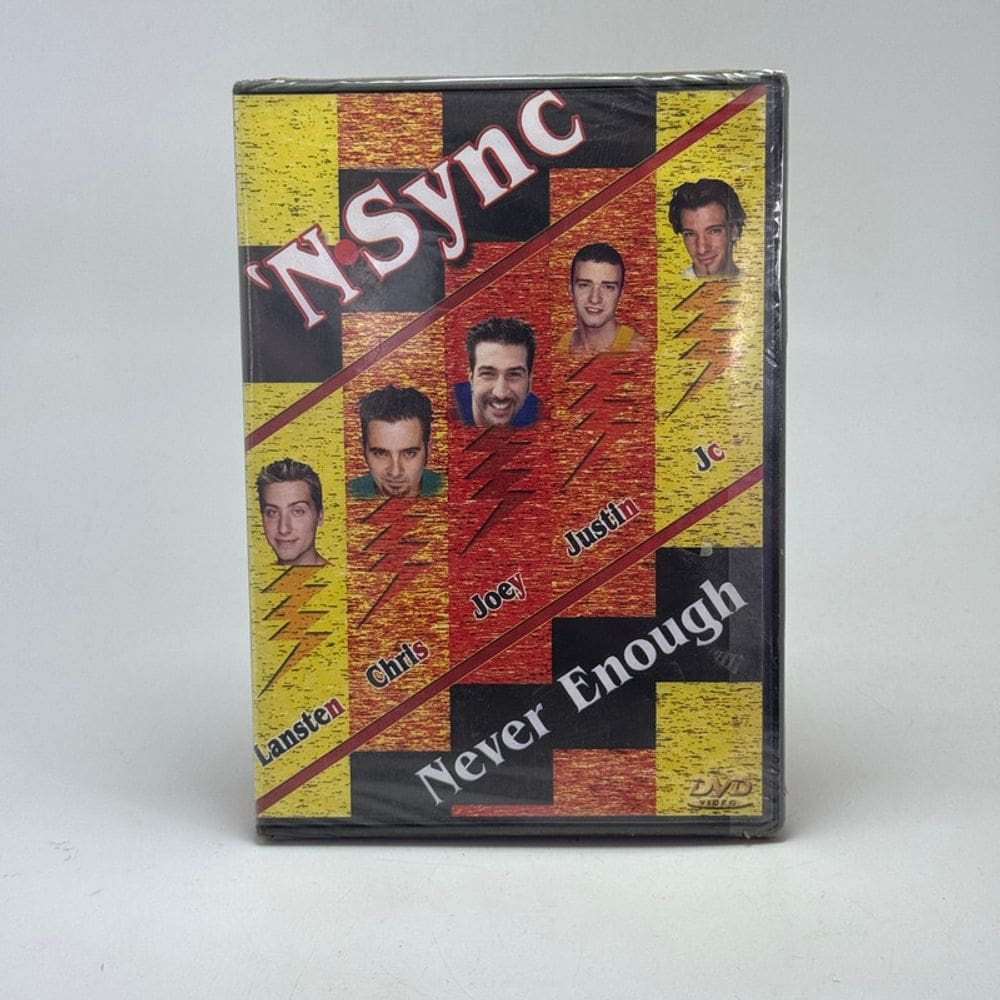 'N•Sync
Jc
Justin
Joey
Chris
Lansten
Never Enough
DVD
VIDEO